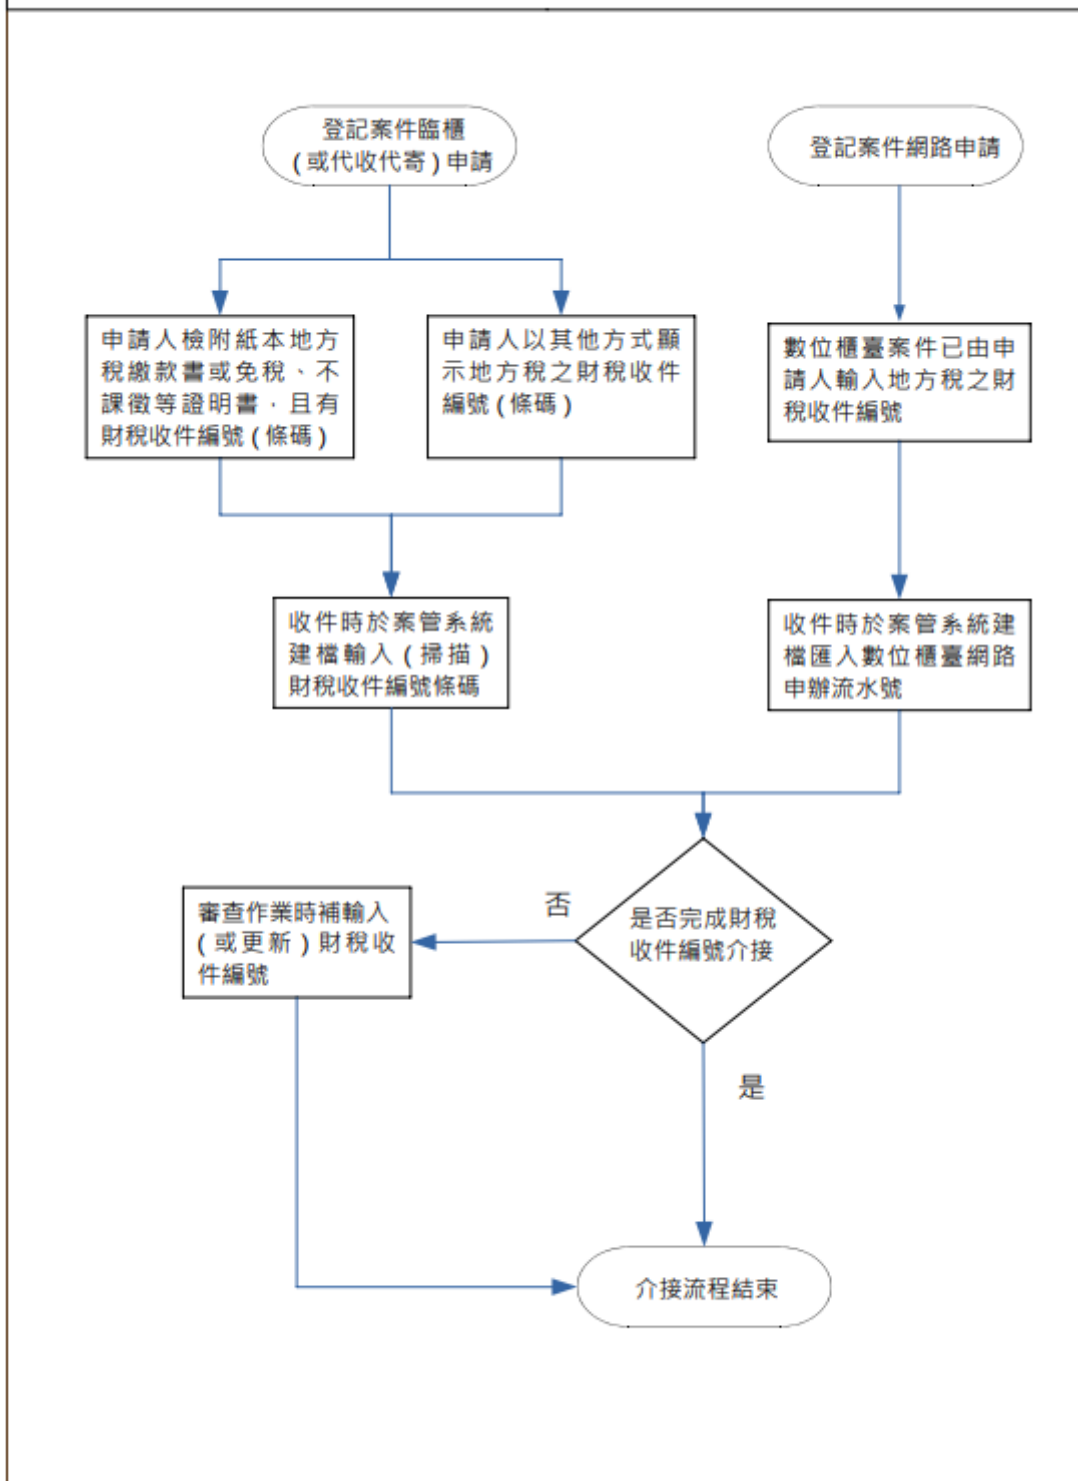 登記案件臨櫃
(或代收代寄)申請
登記案件網路申請
申請人檢附紙本地方
稅繳款書或免稅、不
課徵等證明書，且有
財稅收件編號(條碼)
申請人以其他方式顯
示地方稅之財稅收件
編號(條碼)
數位櫃臺案件已由申
請人輸入地方稅之財
稅收件編號
收件時於案管系統
建檔輸入(掃描)
財稅收件編號條碼
收件時於案管系統建
檔匯入數位櫃臺網路
申辦流水號
是否完成財稅
收件編號介接
否
審查作業時補輸入
(或更新)財稅收
件編號
是
介接流程結束